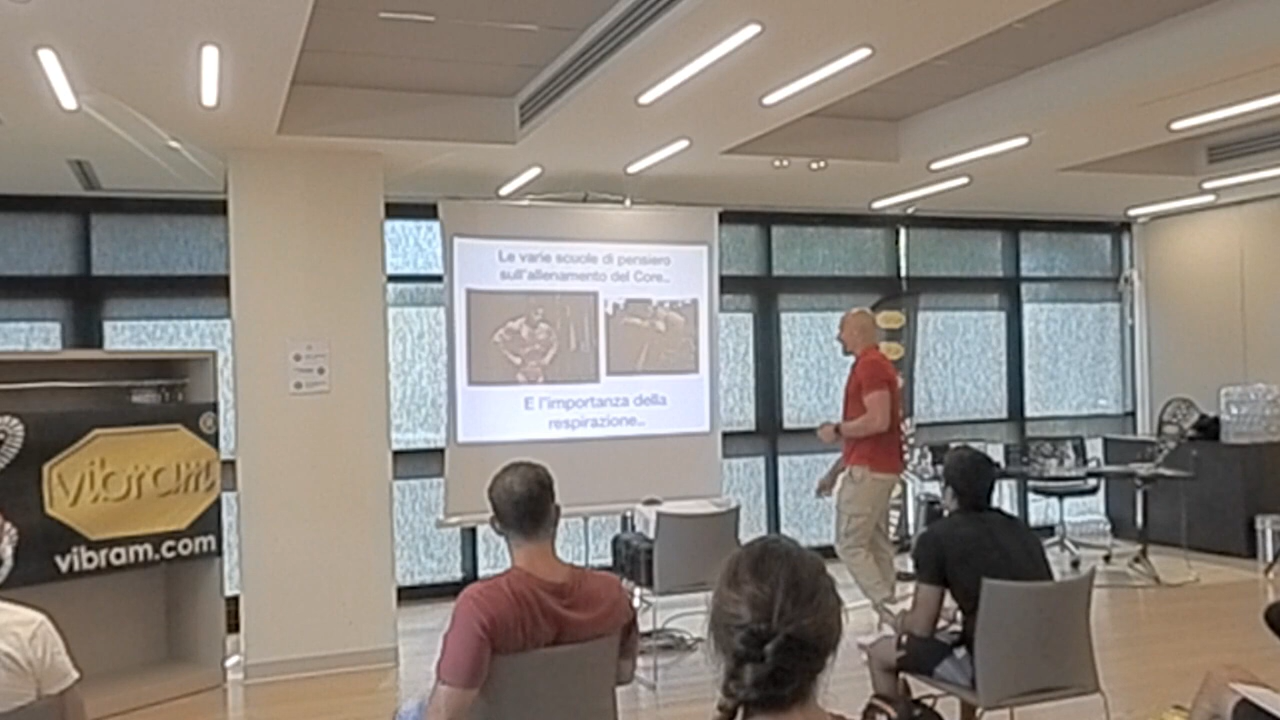 Le varie scuole di pensiero
sull'allenamento del Core...
E l'importanza della
respirazione...
vibram
®
vibram.com